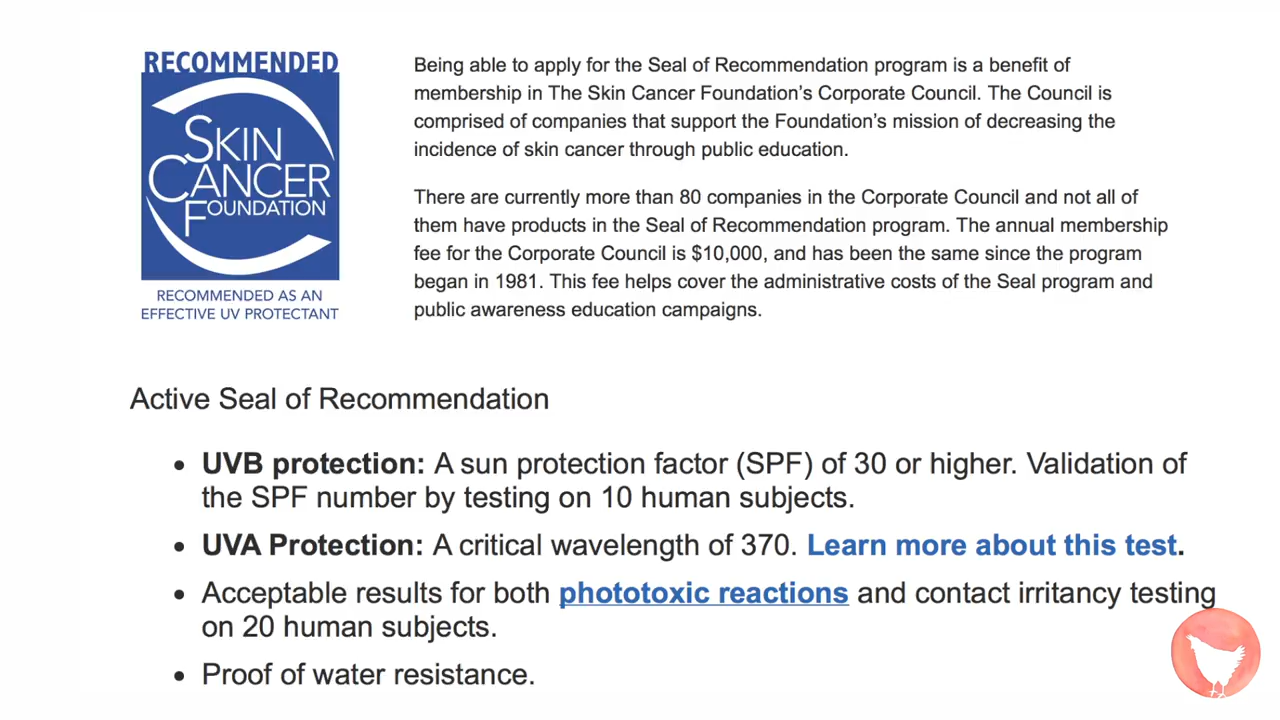 RECOMMENDED
SKIN
CANCER
FOUNDATION
RECOMMENDED AS AN
EFFECTIVE UV PROTECTANT
Being able to apply for the Seal of Recommendation program is a benefit of
membership in The Skin Cancer Foundation’s Corporate Council. The Council is
comprised of companies that support the Foundation’s mission of decreasing the
incidence of skin cancer through public education.
There are currently more than 80 companies in the Corporate Council and not all of
them have products in the Seal of Recommendation program. The annual membership
fee for the Corporate Council is $10,000, and has been the same since the program
began in 1981. This fee helps cover the administrative costs of the Seal program and
public awareness education campaigns.
Active Seal of Recommendation
• UVB protection: A sun protection factor (SPF) of 30 or higher. Validation of
the SPF number by testing on 10 human subjects.
• UVA Protection: A critical wavelength of 370. Learn more about this test.
• Acceptable results for both phototoxic reactions and contact irritancy testing
on 20 human subjects.
• Proof of water resistance.